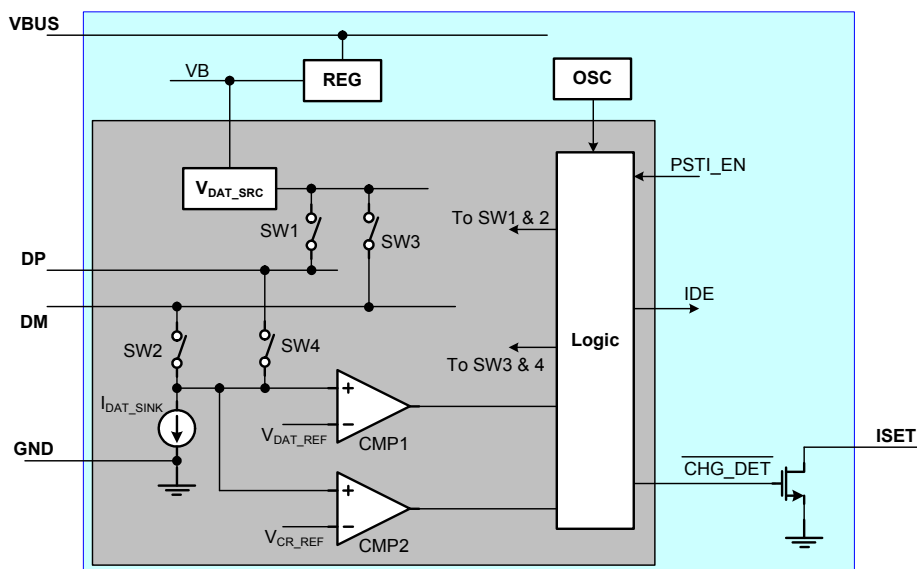 VBUS
VB
REG
OSC
PSTI_EN
VDAT_SRC
To SW1 & 2
SW1
SW3
DP
IDE
DM
Logic
SW2
SW4
To SW3 & 4
IDAT_SINK
+
−
VDAT_REF
CMP1
GND
ISET
CHG_DET
+
−
VCR_REF
CMP2